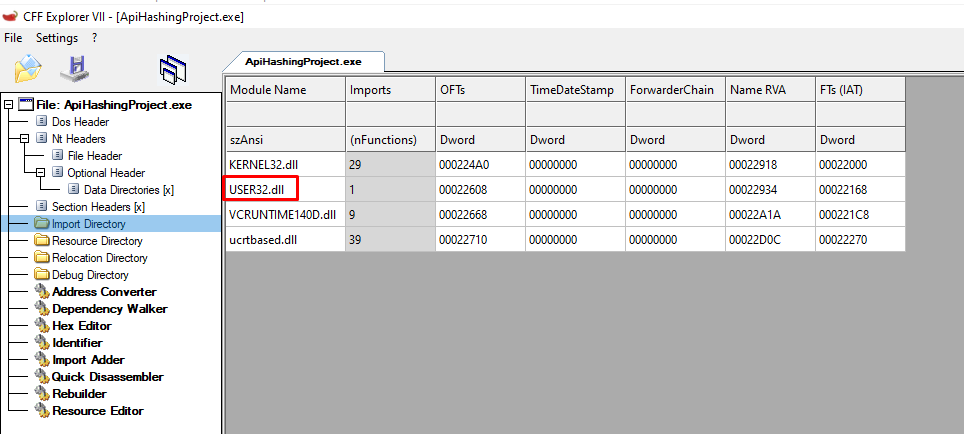 CFF Explorer VII - [ApiHashingProject.exe]
File Settings ?
ApiHashingProject.exe
File: ApiHashingProject.exe
Dos Header
Nt Headers
File Header
Optional Header
Data Directories [x]
Section Headers [x]
Import Directory
Resource Directory
Relocation Directory
Debug Directory
Address Converter
Dependency Walker
Hex Editor
Identifier
Import Adder
Quick Disassembler
Rebuilder
Resource Editor
Module Name Imports OFTs TimeDateStamp ForwarderChain Name RVA FTs (IAT)
szAnsi (nFunctions) Dword Dword Dword Dword Dword
KERNEL32.dll 29 000224A0 00000000 00000000 00022918 00022000
USER32.dll 1 00022608 00000000 00000000 00022934 00022168
VCRUNTIME140D.dll 9 00022668 00000000 00000000 00022A1A 000221C8
ucrtbased.dll 39 00022710 00000000 00000000 00022D0C 00022270